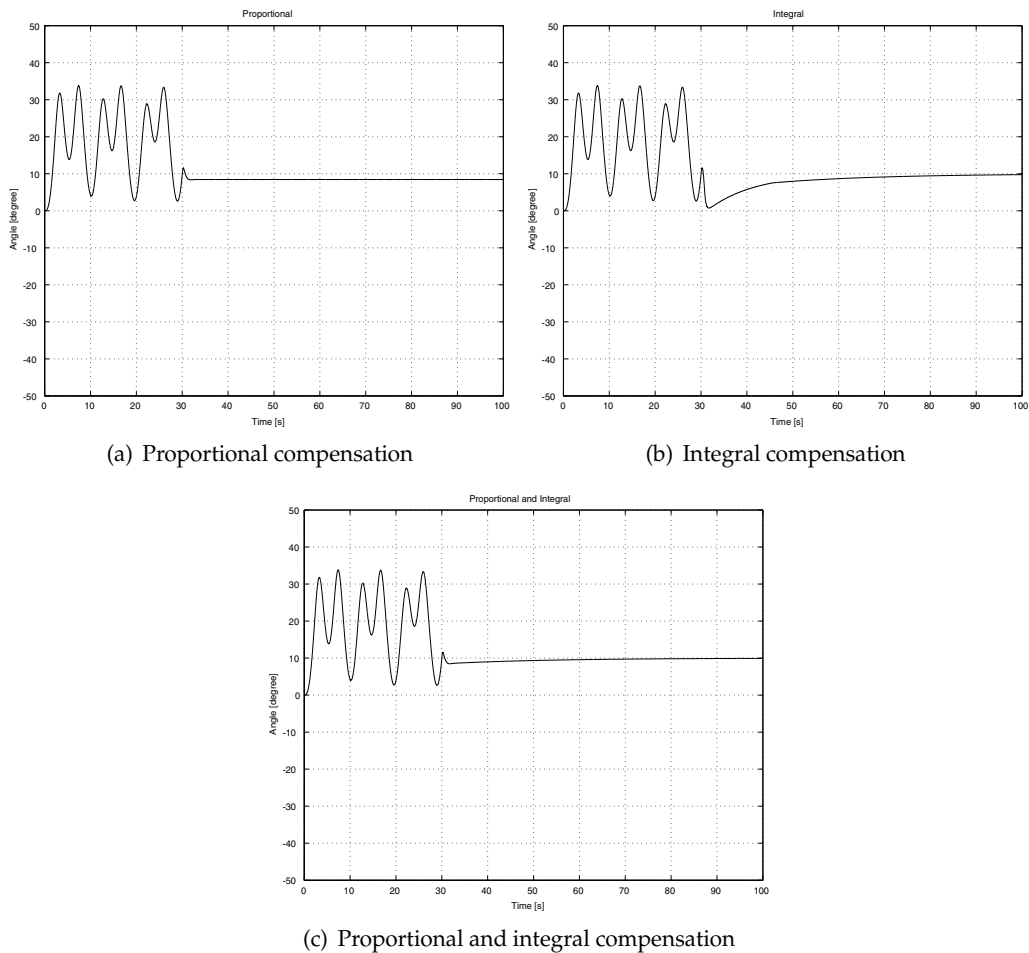 Proportional
50
40
30
20
10
0
-10
-20
-30
-40
-50
Angle [degree]
0 10 20 30 40 50 60 70 80 90 100
Time [s]
(a) Proportional compensation
Integral
50
40
30
20
10
0
-10
-20
-30
-40
-50
Angle [degree]
0 10 20 30 40 50 60 70 80 90 100
Time [s]
(b) Integral compensation
Proportional and Integral
50
40
30
20
10
0
-10
-20
-30
-40
-50
Angle [degree]
0 10 20 30 40 50 60 70 80 90 100
Time [s]
(c) Proportional and integral compensation